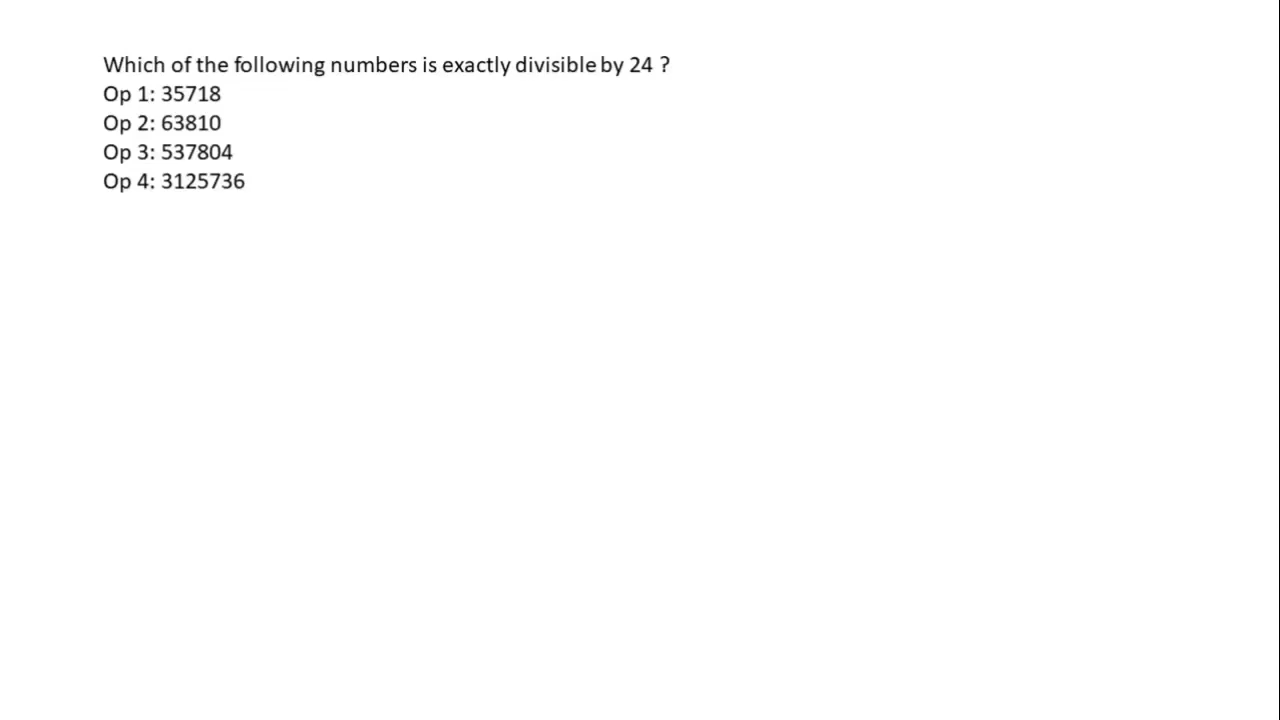 Which of the following numbers is exactly divisible by 24 ?
Op 1: 35718
Op 2: 63810
Op 3: 537804
Op 4: 3125736